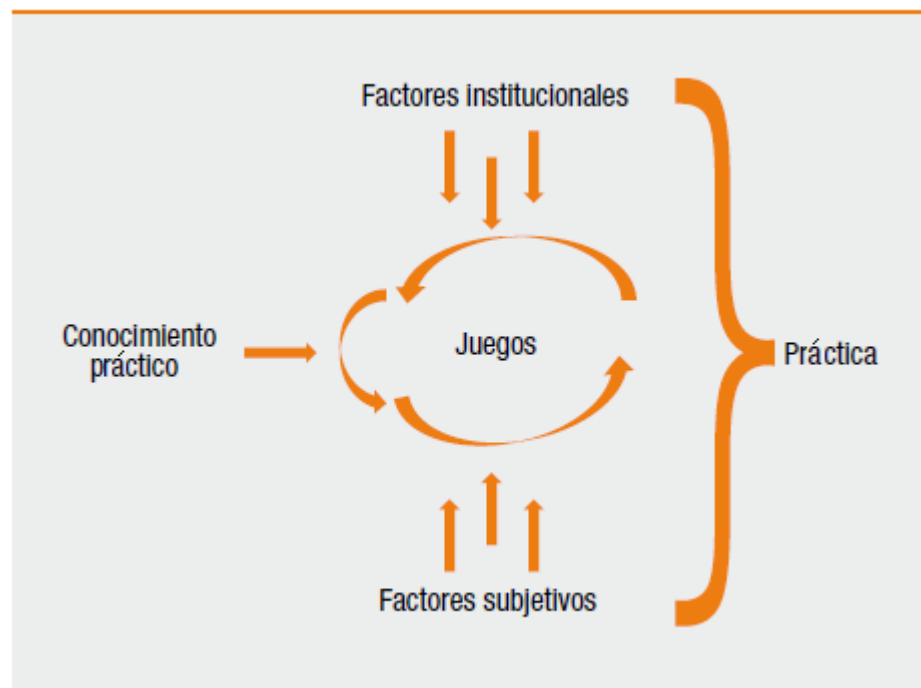 Factores institucionales
Conocimiento
práctico
Juegos
Práctica
Factores subjetivos